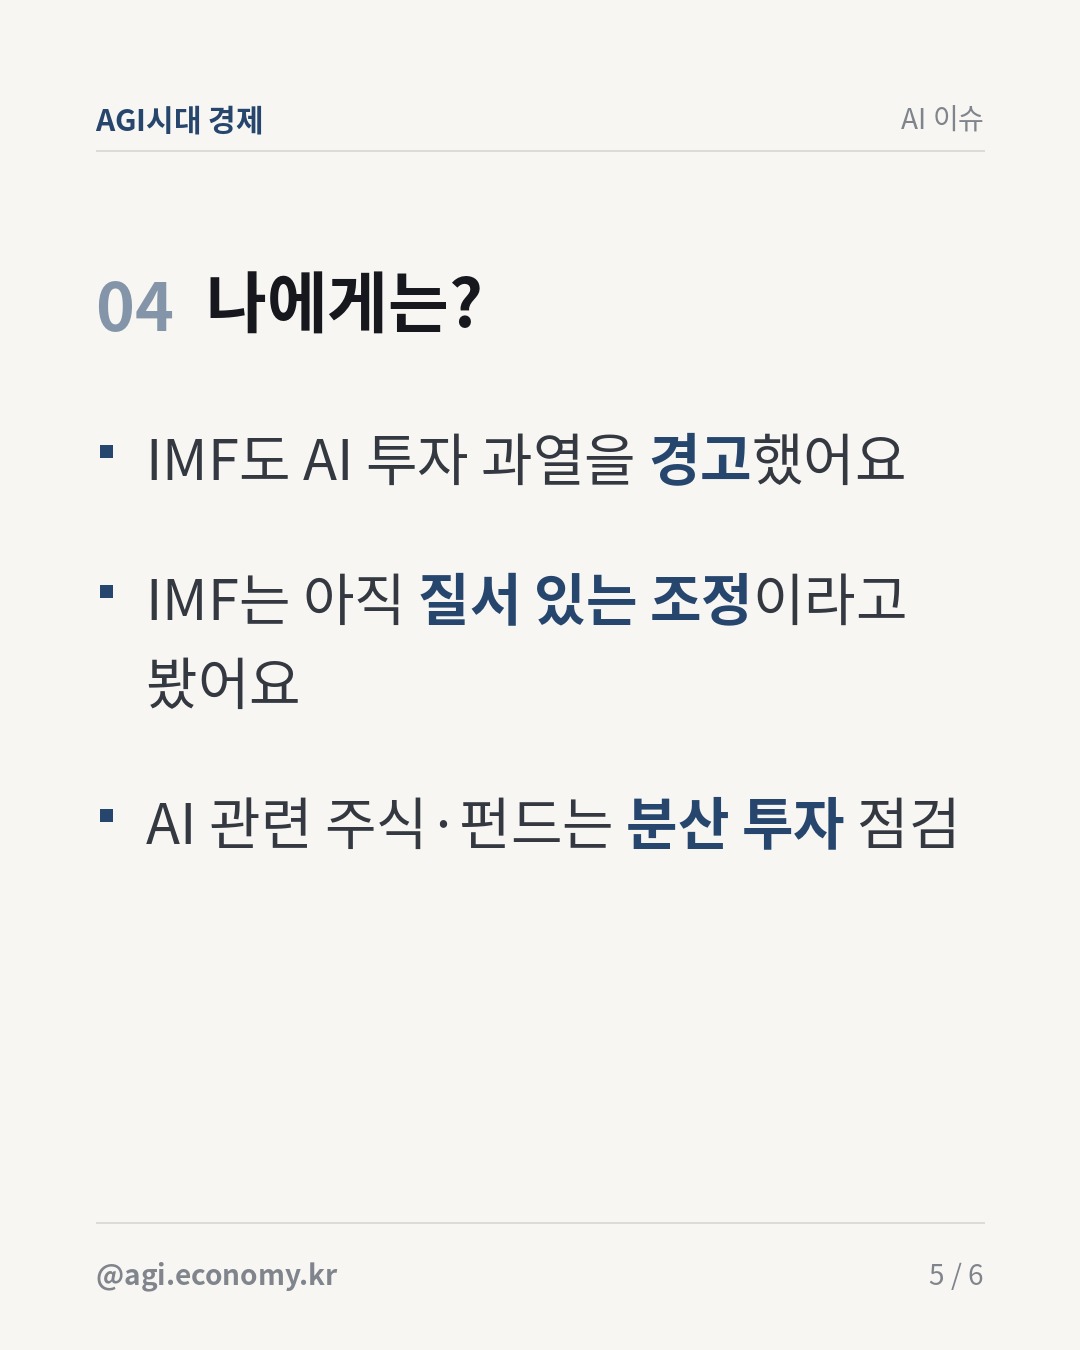 AGI시대 경제
AI 이슈
04 나에게는?
▪ IMF도 AI 투자 과열을 경고했어요
▪ IMF는 아직 질서 있는 조정이라고
봤어요
▪ AI 관련 주식·펀드는 분산 투자 점검
@agi.economy.kr
5 / 6